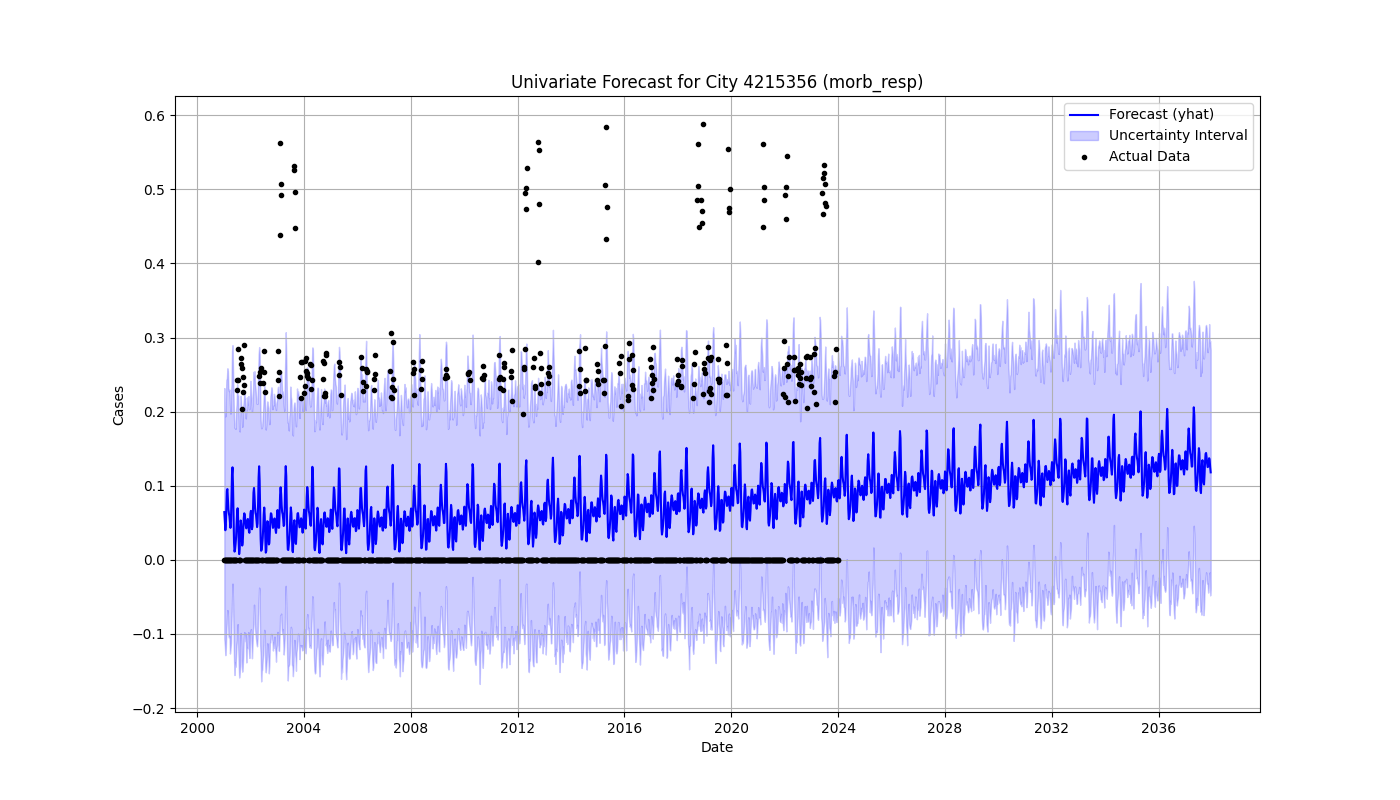 Univariate Forecast for City 4215356 (morb_resp)
Forecast (yhat)
Uncertainty Interval
Actual Data
Cases
0.6
0.5
0.4
0.3
0.2
0.1
0.0
−0.1
−0.2
2000 2004 2008 2012 2016 2020 2024 2028 2032 2036
Date